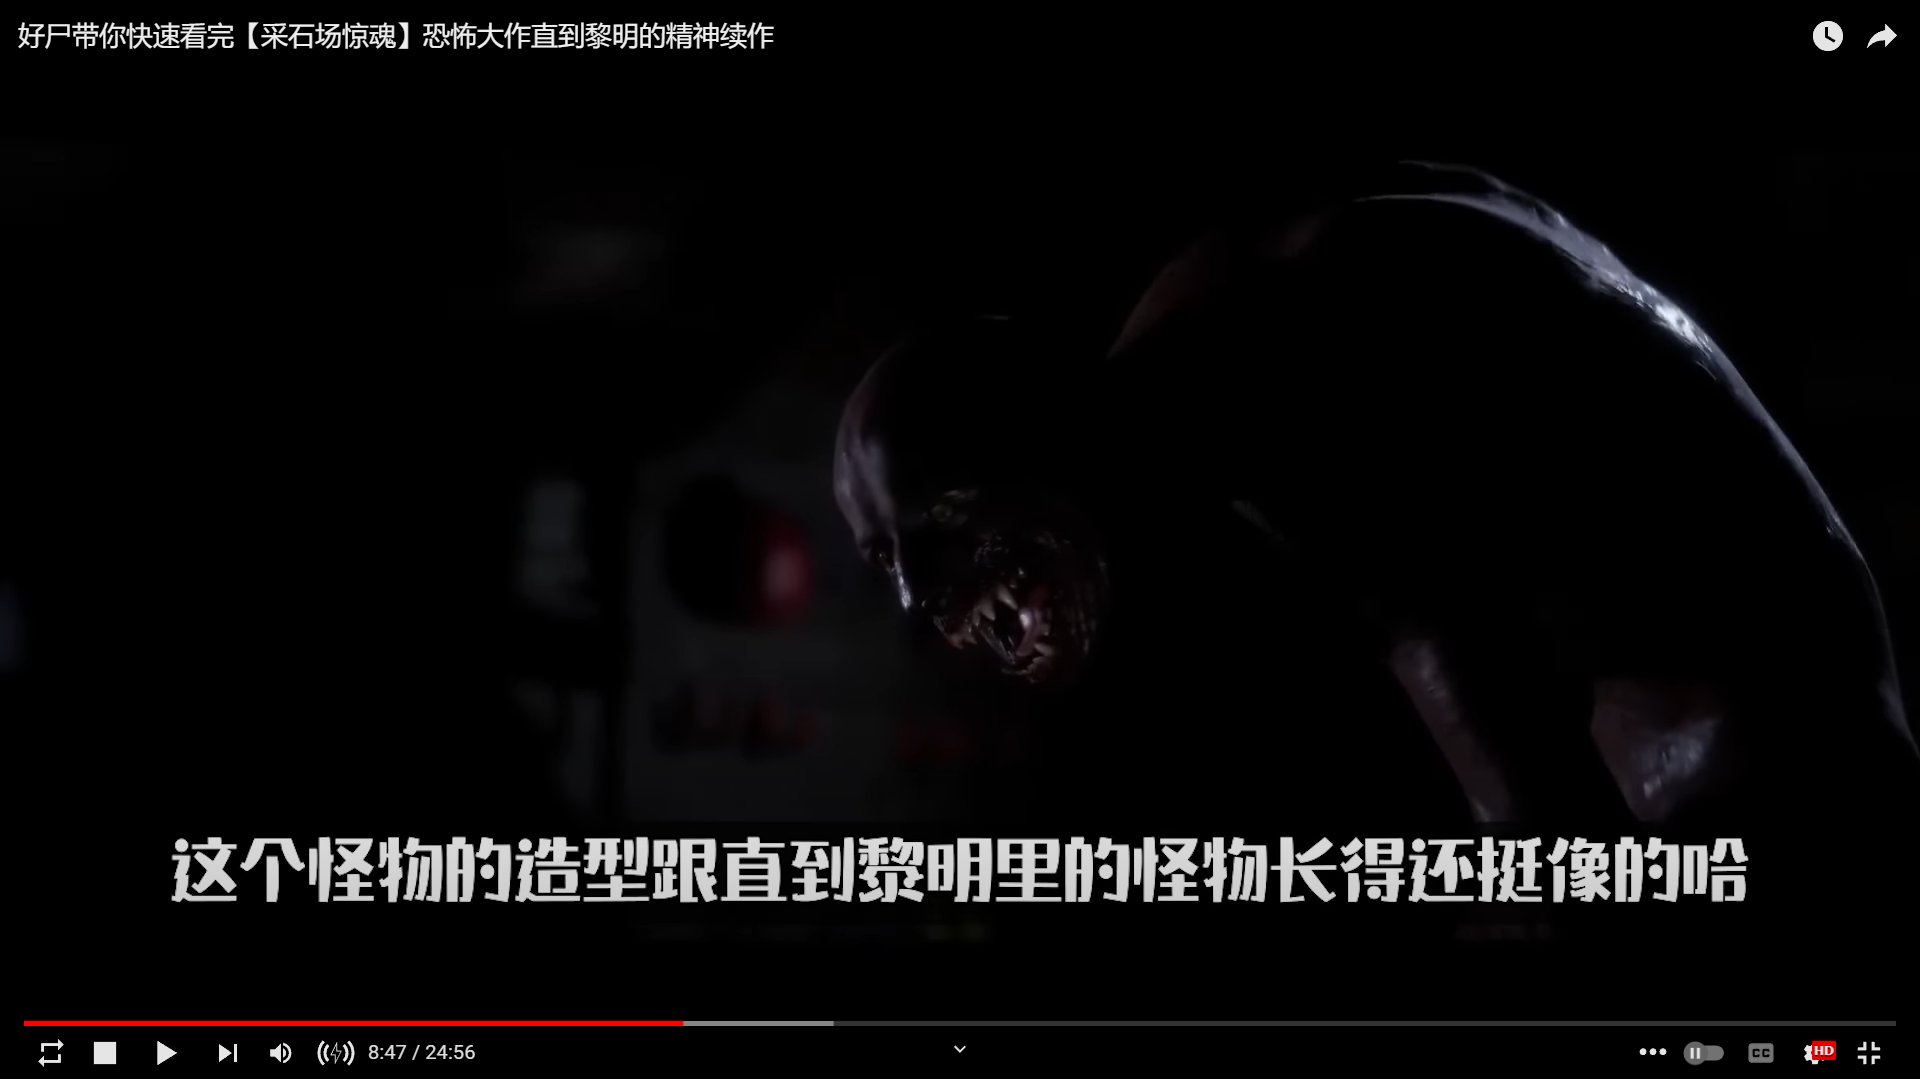 好尸带你快速看完【采石场惊魂】恐怖大作直到黎明的精神续作
这个怪物的造型跟直到黎明里的怪物长得还挺像的哈
8:47 / 24:56
CC
HD